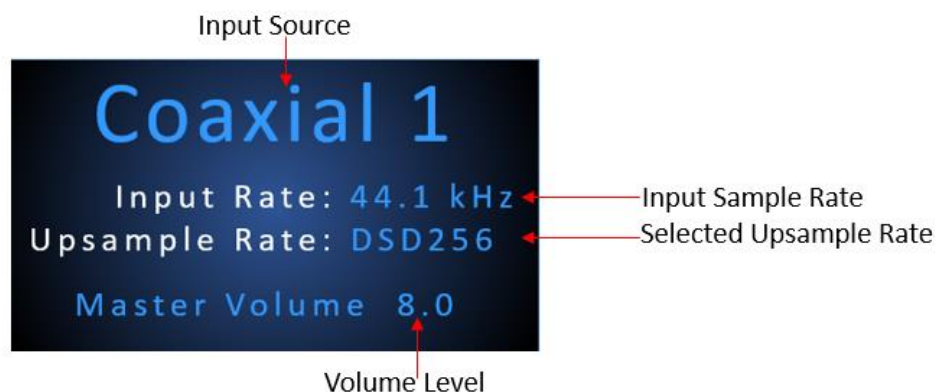 Input Source
Coaxial 1
Input Rate: 44.1 kHz
Input Sample Rate
Upsample Rate: DSD256
Selected Upsample Rate
Master Volume 8.0
Volume Level